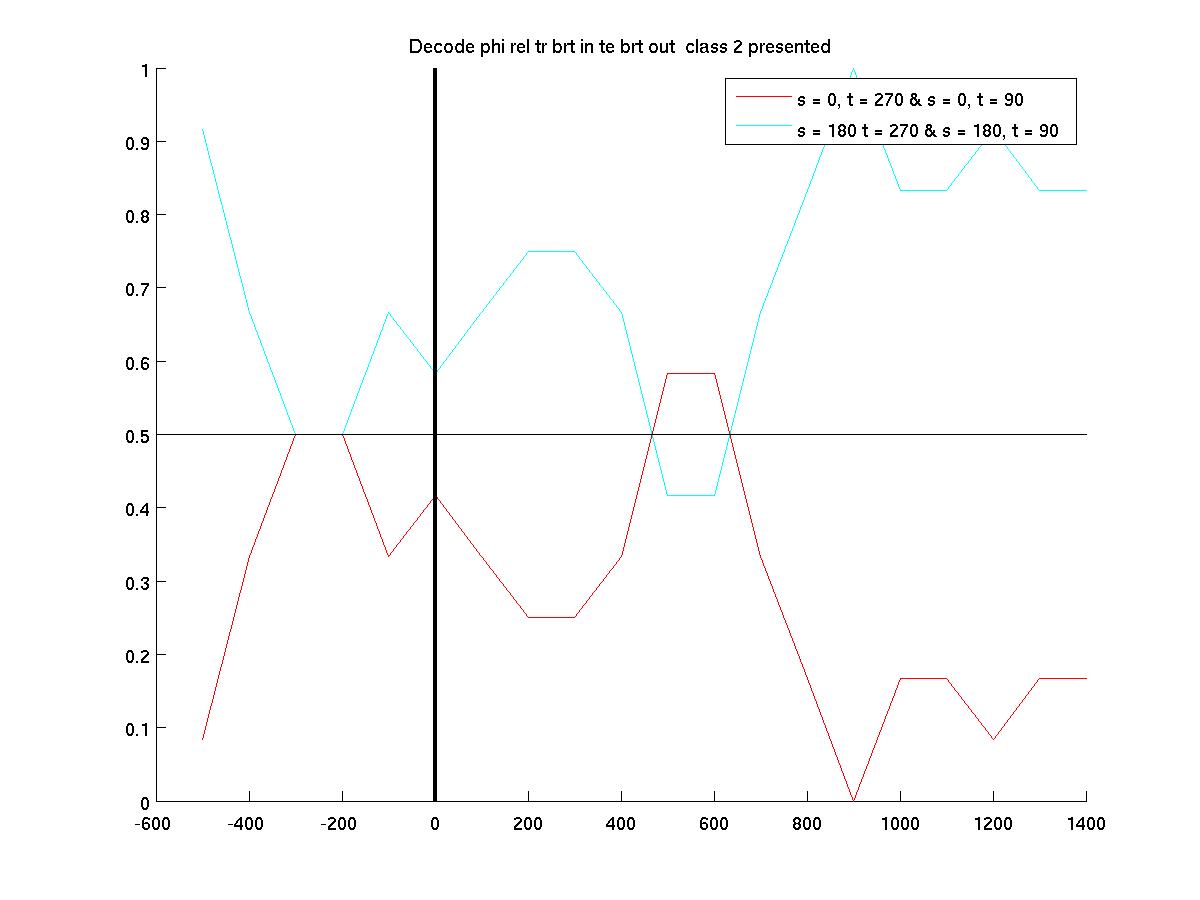 Decode phi rel tr brt in te brt out  class 2 presented
s = 0, t = 270 & s = 0, t = 90
s = 180 t = 270 & s = 180, t = 90
1
0.9
0.8
0.7
0.6
0.5
0.4
0.3
0.2
0.1
0
-600 -400 -200 0 200 400 600 800 1000 1200 1400